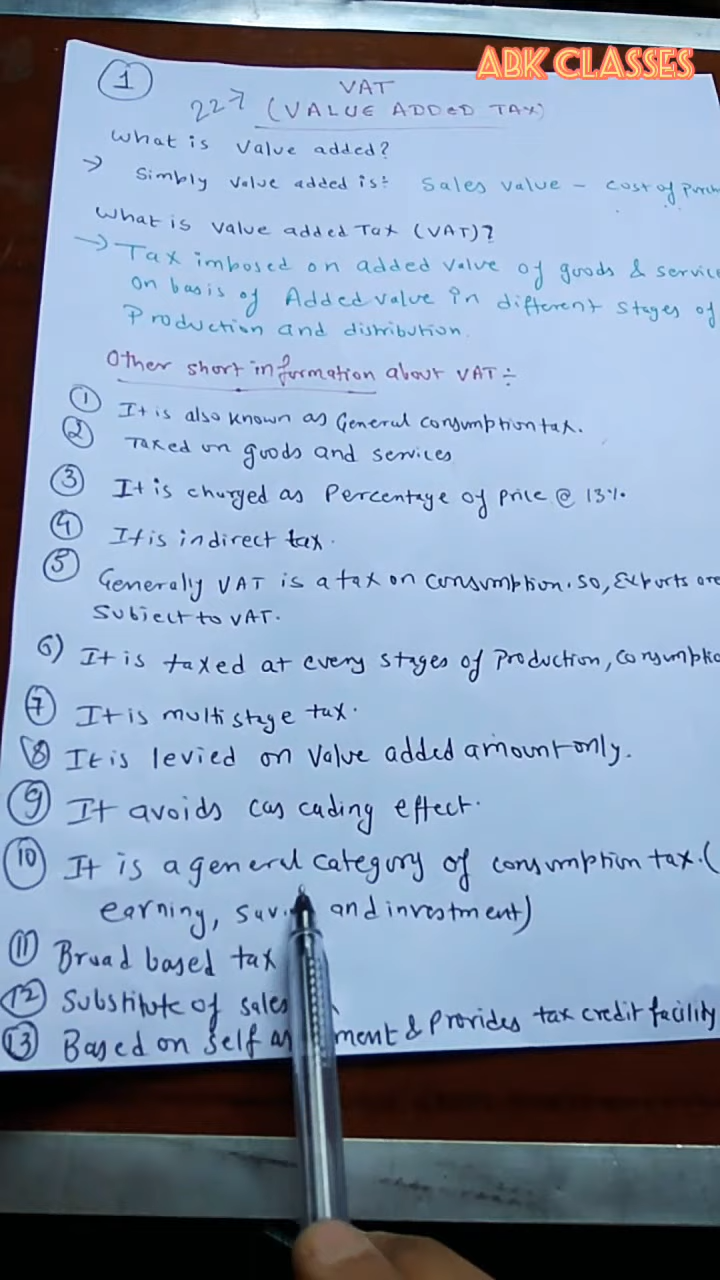 ABK CLASSES
1
VAT
227 (VALUE ADDED TAX)
What is Value added?
→ Simply Value added is: Sales Value - Cost of Purch
What is Value added Tax (VAT)?
→ Tax imposed on added Value of goods & service
on basis of Added value in different stages of
Production and distribution.
Other short information about VAT ÷
① It is also known as General Consumption tax.
② Taxed on goods and services
③ It is charged as Percentage of price @ 13%.
④ It is indirect tax.
⑤ Generally VAT is a tax on Consumption. So, Exports are
Subject to VAT.
6) It is taxed at every stages of Production, Consumptio
⑦ It is multi stage tax.
⑧ It is levied on Value added amount only.
⑨ It avoids cas cading effect.
⑩ It is a general category of consumption tax. (
earning, and investment)
⑪ Broad based tax
⑫ Substitute of sales
⑬ Based on Self ment & Provides tax credit facility